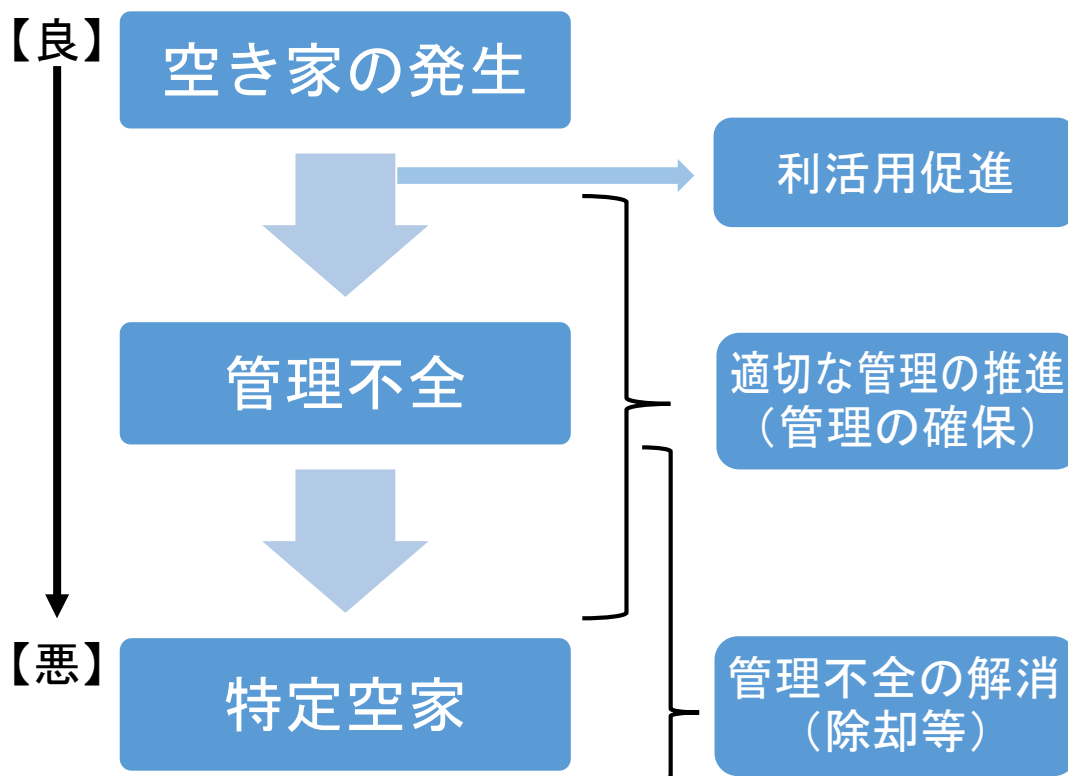 【良】
空き家の発生
利活用促進
管理不全
適切な管理の推進
（管理の確保）
【悪】
特定空家
管理不全の解消
（除却等）